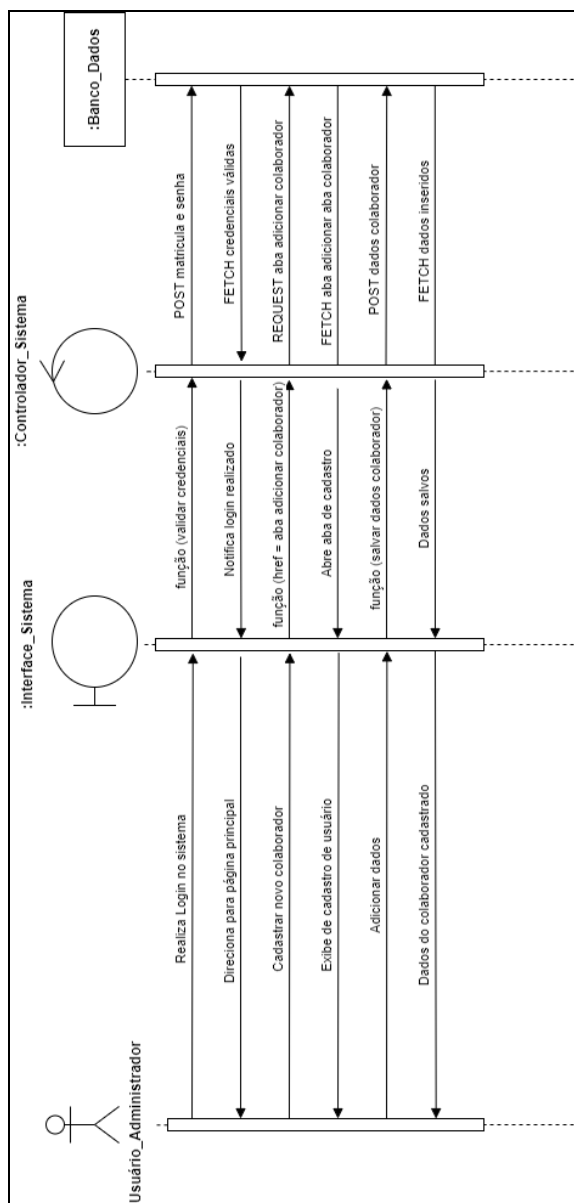 Usuário_Administrador
:Interface_Sistema
:Controlador_Sistema
:Banco_Dados
Realiza Login no sistema
função (validar credenciais)
POST matricula e senha
Direciona para página principal
Notifica login realizado
FETCH credenciais válidas
Cadastrar novo colaborador
função (href = aba adicionar colaborador)
REQUEST aba adicionar colaborador
Exibe de cadastro de usuário
Abre aba de cadastro
FETCH aba adicionar aba colaborador
Adicionar dados
função (salvar dados colaborador)
POST dados colaborador
Dados do colaborador cadastrado
Dados salvos
FETCH dados inseridos